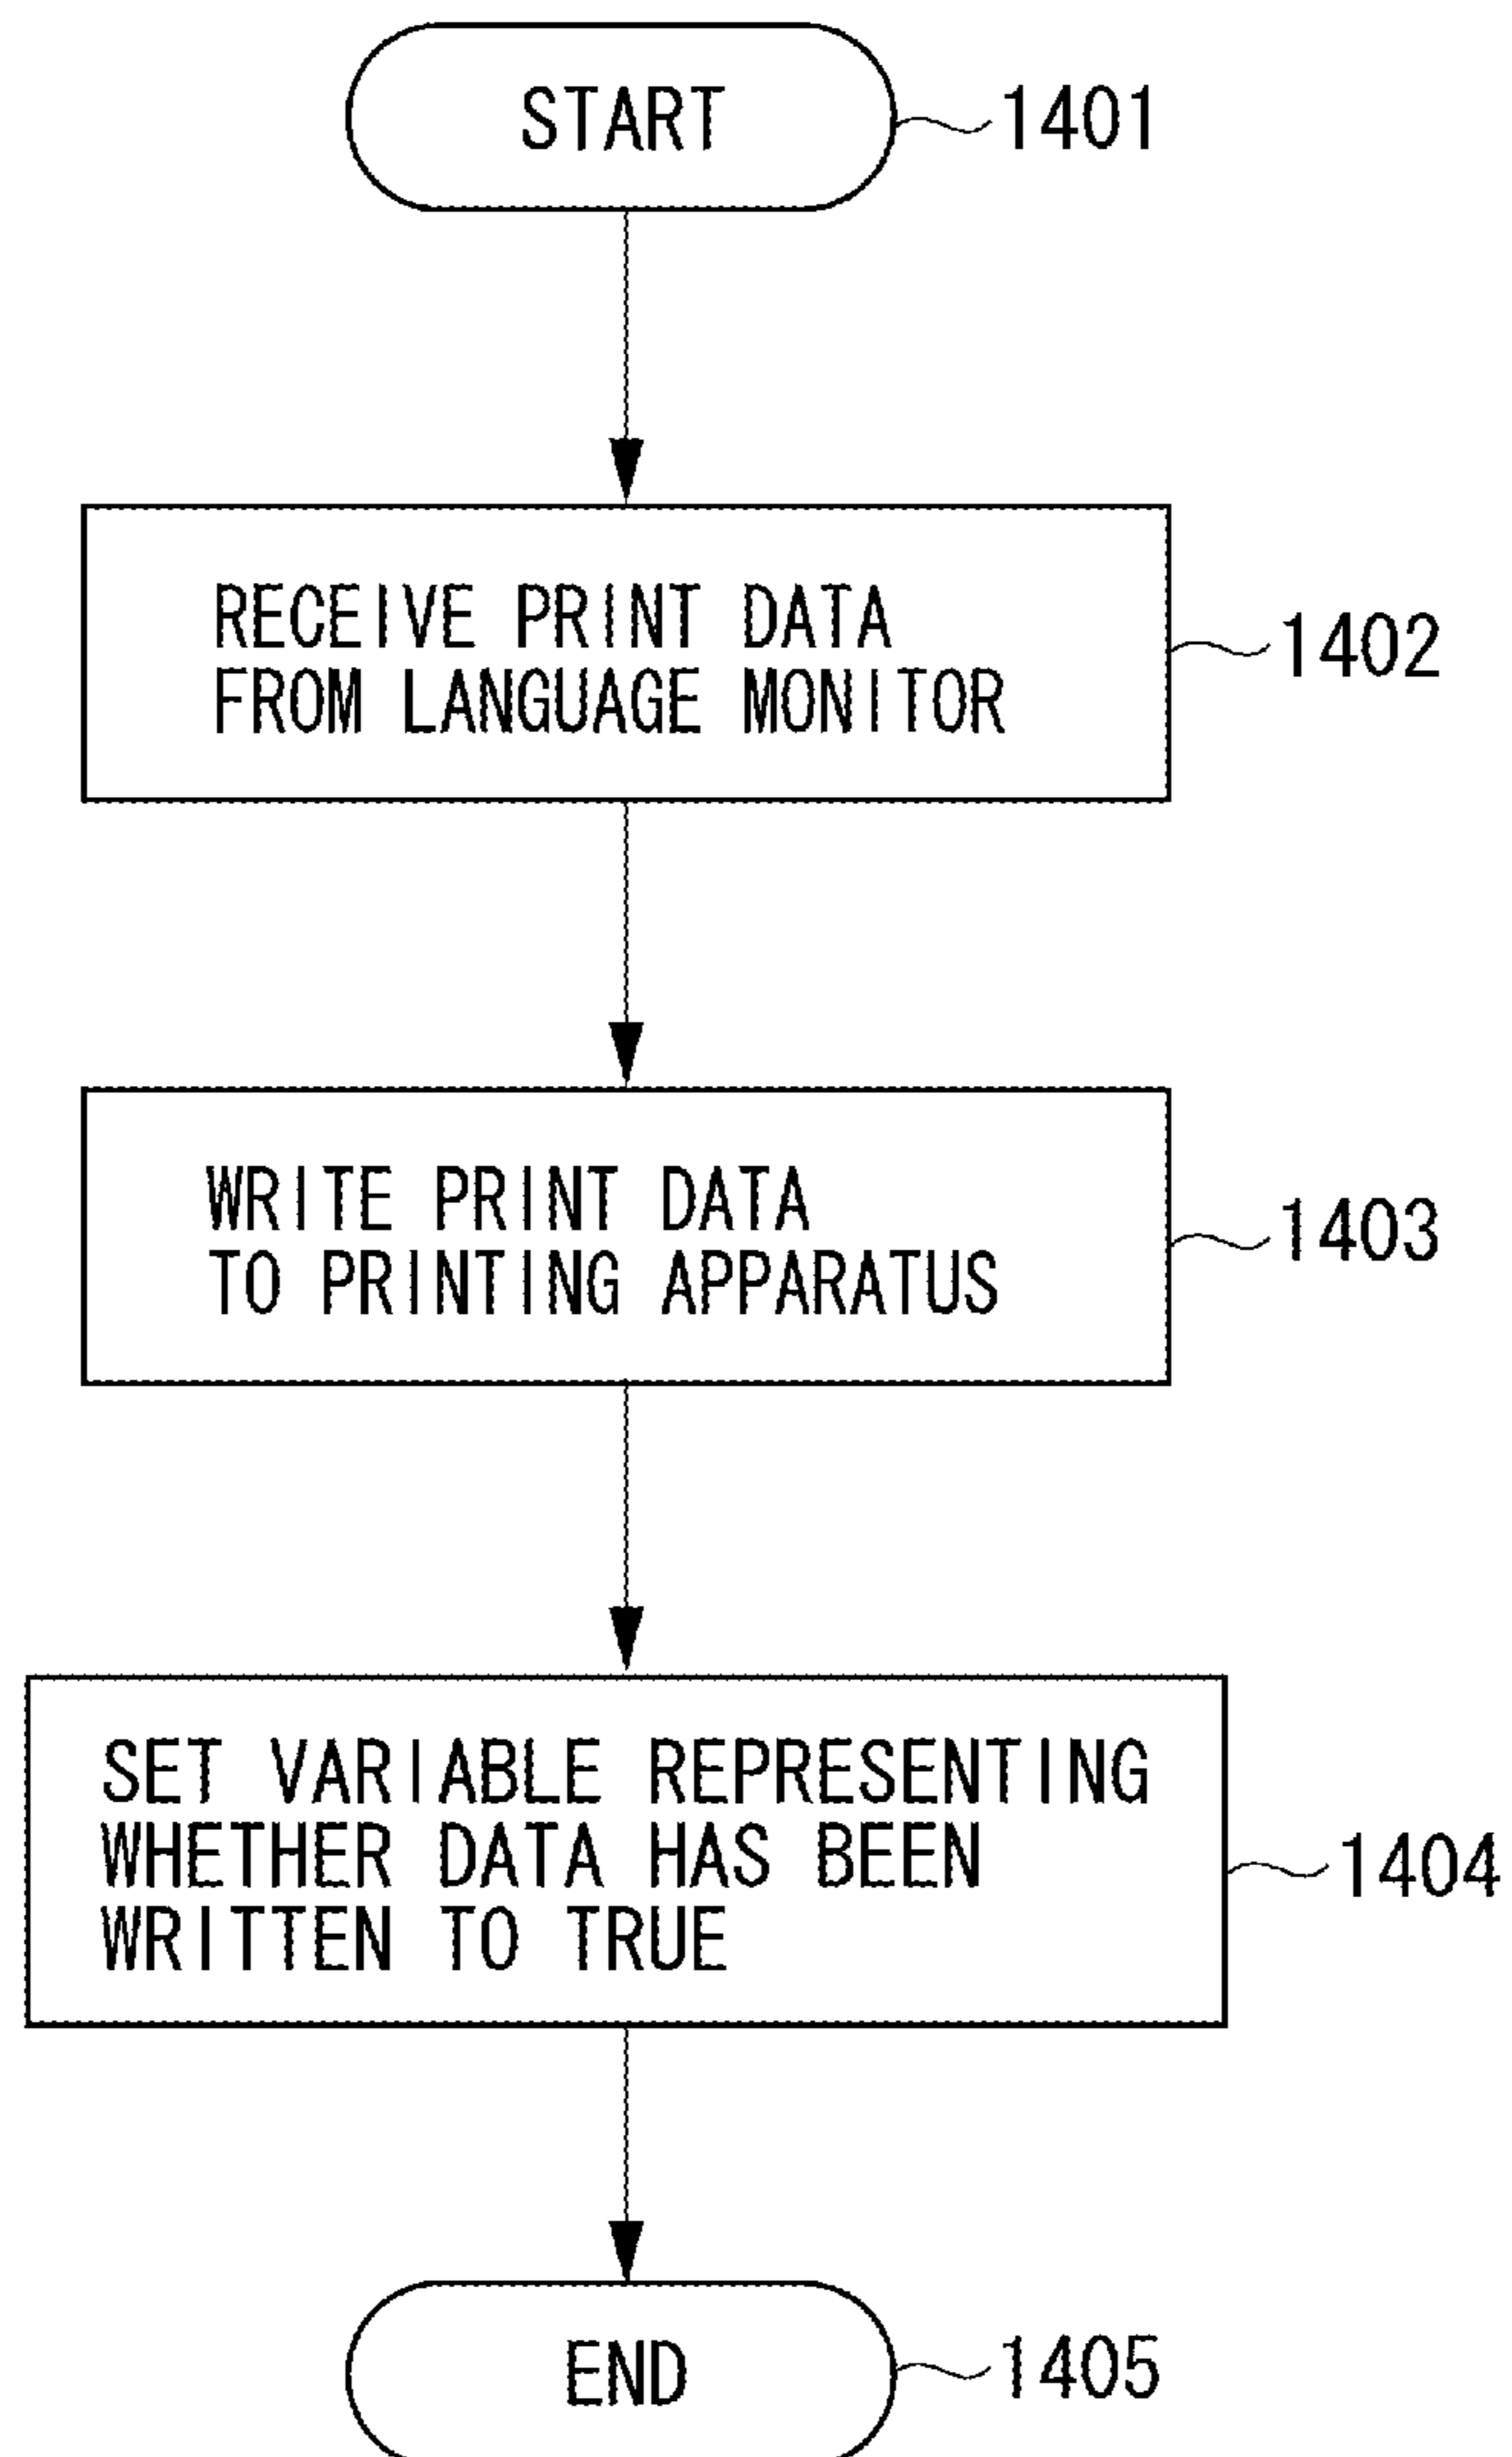 START
1401
RECEIVE PRINT DATA
FROM LANGUAGE MONITOR
1402
WRITE PRINT DATA
TO PRINTING APPARATUS
1403
SET VARIABLE REPRESENTING
WHETHER DATA HAS BEEN
WRITTEN TO TRUE
1404
END
1405